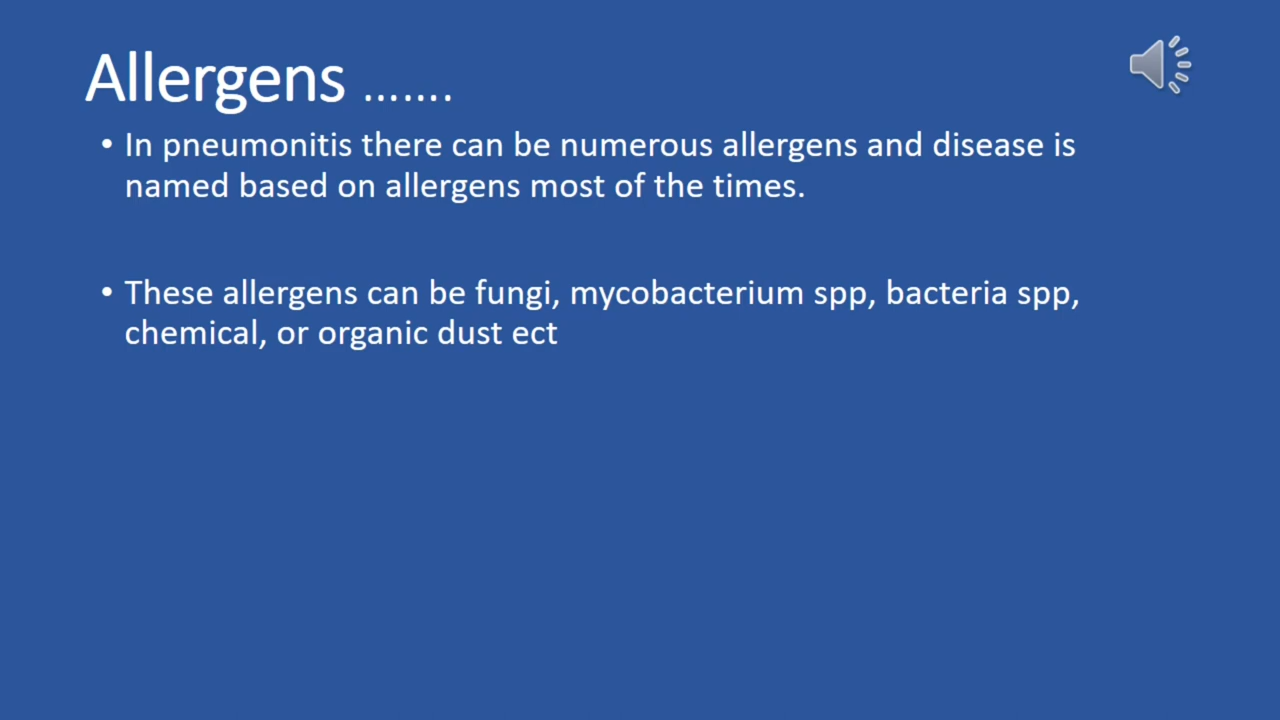 Allergens .......
• In pneumonitis there can be numerous allergens and disease is
named based on allergens most of the times.
• These allergens can be fungi, mycobacterium spp, bacteria spp,
chemical, or organic dust ect